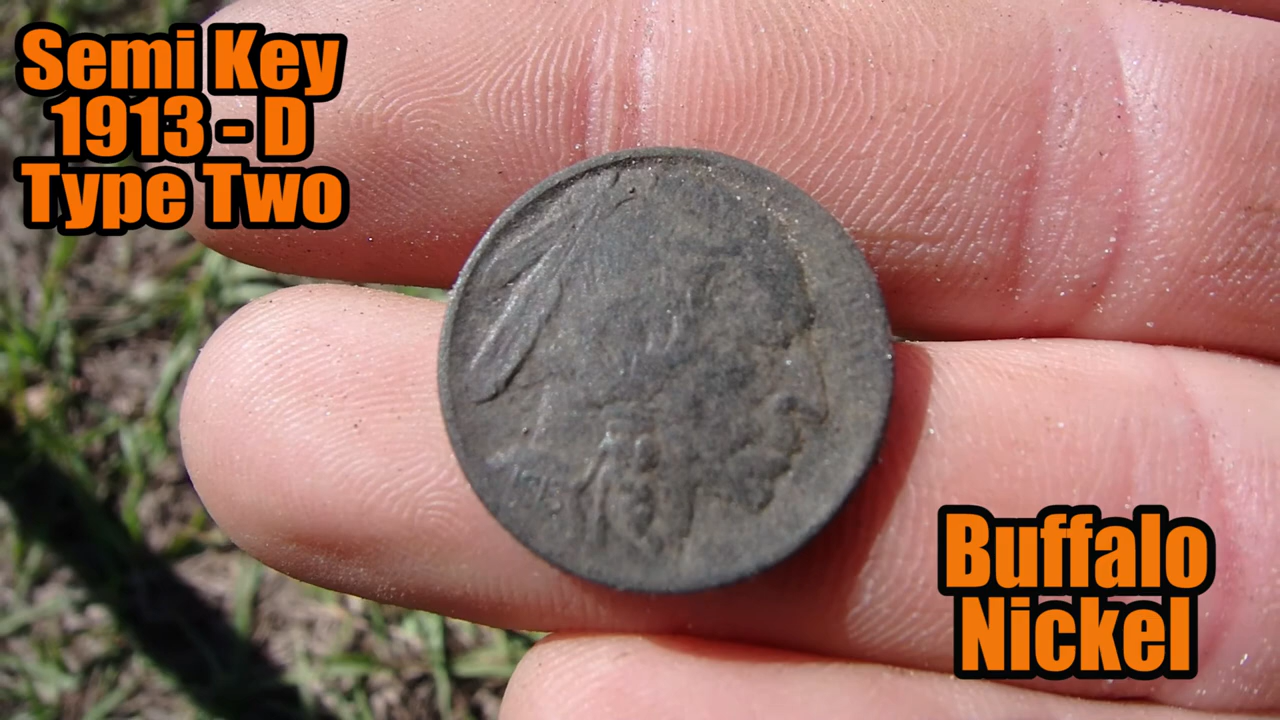 Semi Key
1913 - D
Type Two
Buffalo
Nickel